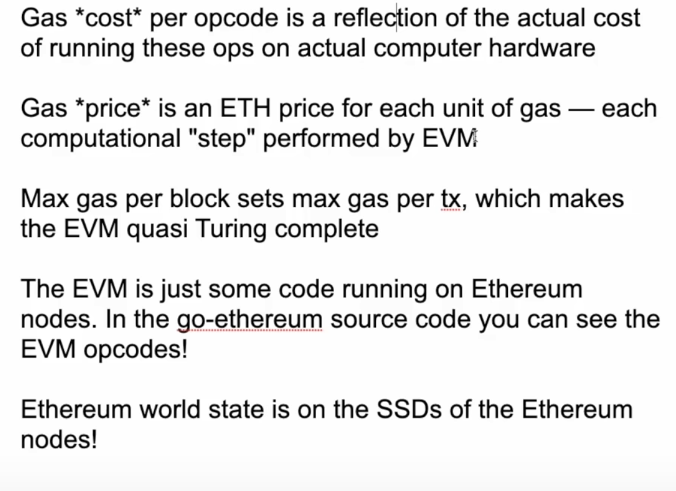 Gas *cost* per opcode is a reflection of the actual cost
of running these ops on actual computer hardware
Gas *price* is an ETH price for each unit of gas — each
computational "step" performed by EVM
Max gas per block sets max gas per tx, which makes
the EVM quasi Turing complete
The EVM is just some code running on Ethereum
nodes. In the go-ethereum source code you can see the
EVM opcodes!
Ethereum world state is on the SSDs of the Ethereum
nodes!